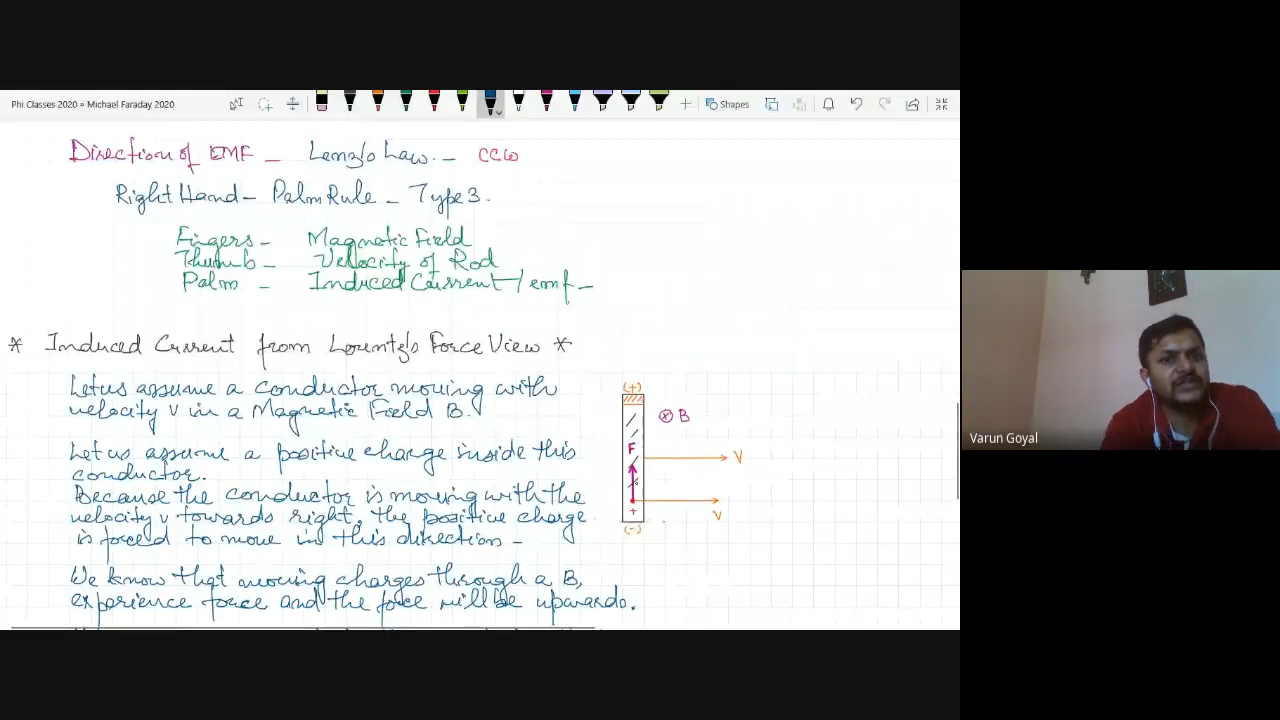 Phi Classes 2020 » Michael Faraday 2020
Shapes
Direction of EMF - Lenz's Law. - CCW
Right Hand - Palm Rule - Type 3.
Fingers - Magnetic Field
Thumb - Velocity of Rod
Palm - Induced Current/emf -
* Induced Current from Lorentz's Force View *
Let us assume a conductor moving with
velocity v in a Magnetic Field B.
Let us assume a positive charge inside this
conductor.
Because the conductor is moving with the
velocity v towards right, the positive charge
is forced to move in this direction -
We know that moving charges through a B,
experience force and the force will be upwards.
(+)
⊗ B
F
V
+
V
(-)
Varun Goyal